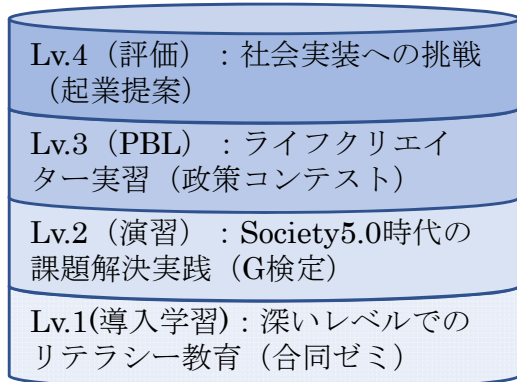 Lv.4（評価）：社会実装への挑戦
（起業提案）
Lv.3（PBL）：ライフクリエイ
ター実習（政策コンテスト）
Lv.2（演習）：Society5.0時代の
課題解決実践（G検定）
Lv.1(導入学習)：深いレベルでの
リテラシー教育（合同ゼミ）